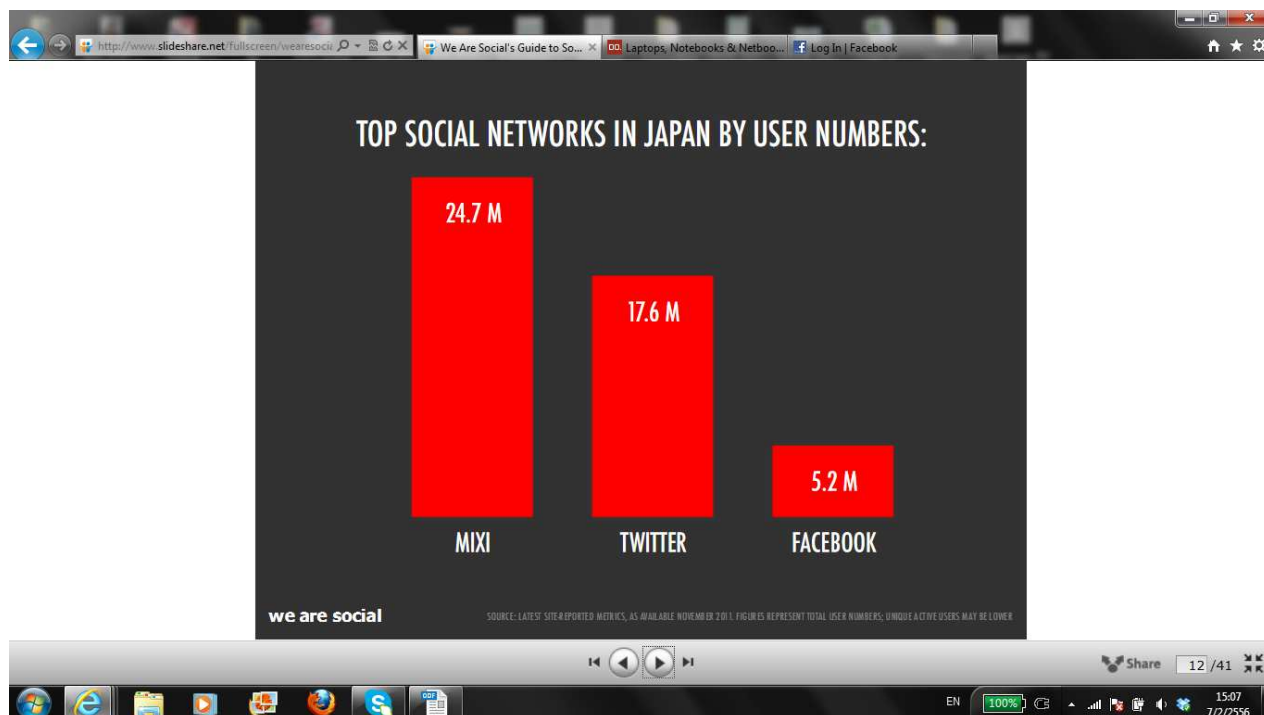 http://www.slideshare.net/fullscreen/wearesoci
We Are Social's Guide to So...
DD. Laptops, Notebooks & Netboo...
Log In | Facebook
TOP SOCIAL NETWORKS IN JAPAN BY USER NUMBERS:
24.7 M
17.6 M
5.2 M
MIXI
TWITTER
FACEBOOK
we are social
SOURCE: LATEST SITE-REPORTED METRICS, AS AVAILABLE NOVEMBER 2011. FIGURES REPRESENT TOTAL USER NUMBERS; UNIQUE ACTIVE USERS MAY BE LOWER
Share
12 /41
ODF
EN
100%
15:07
7/2/2556